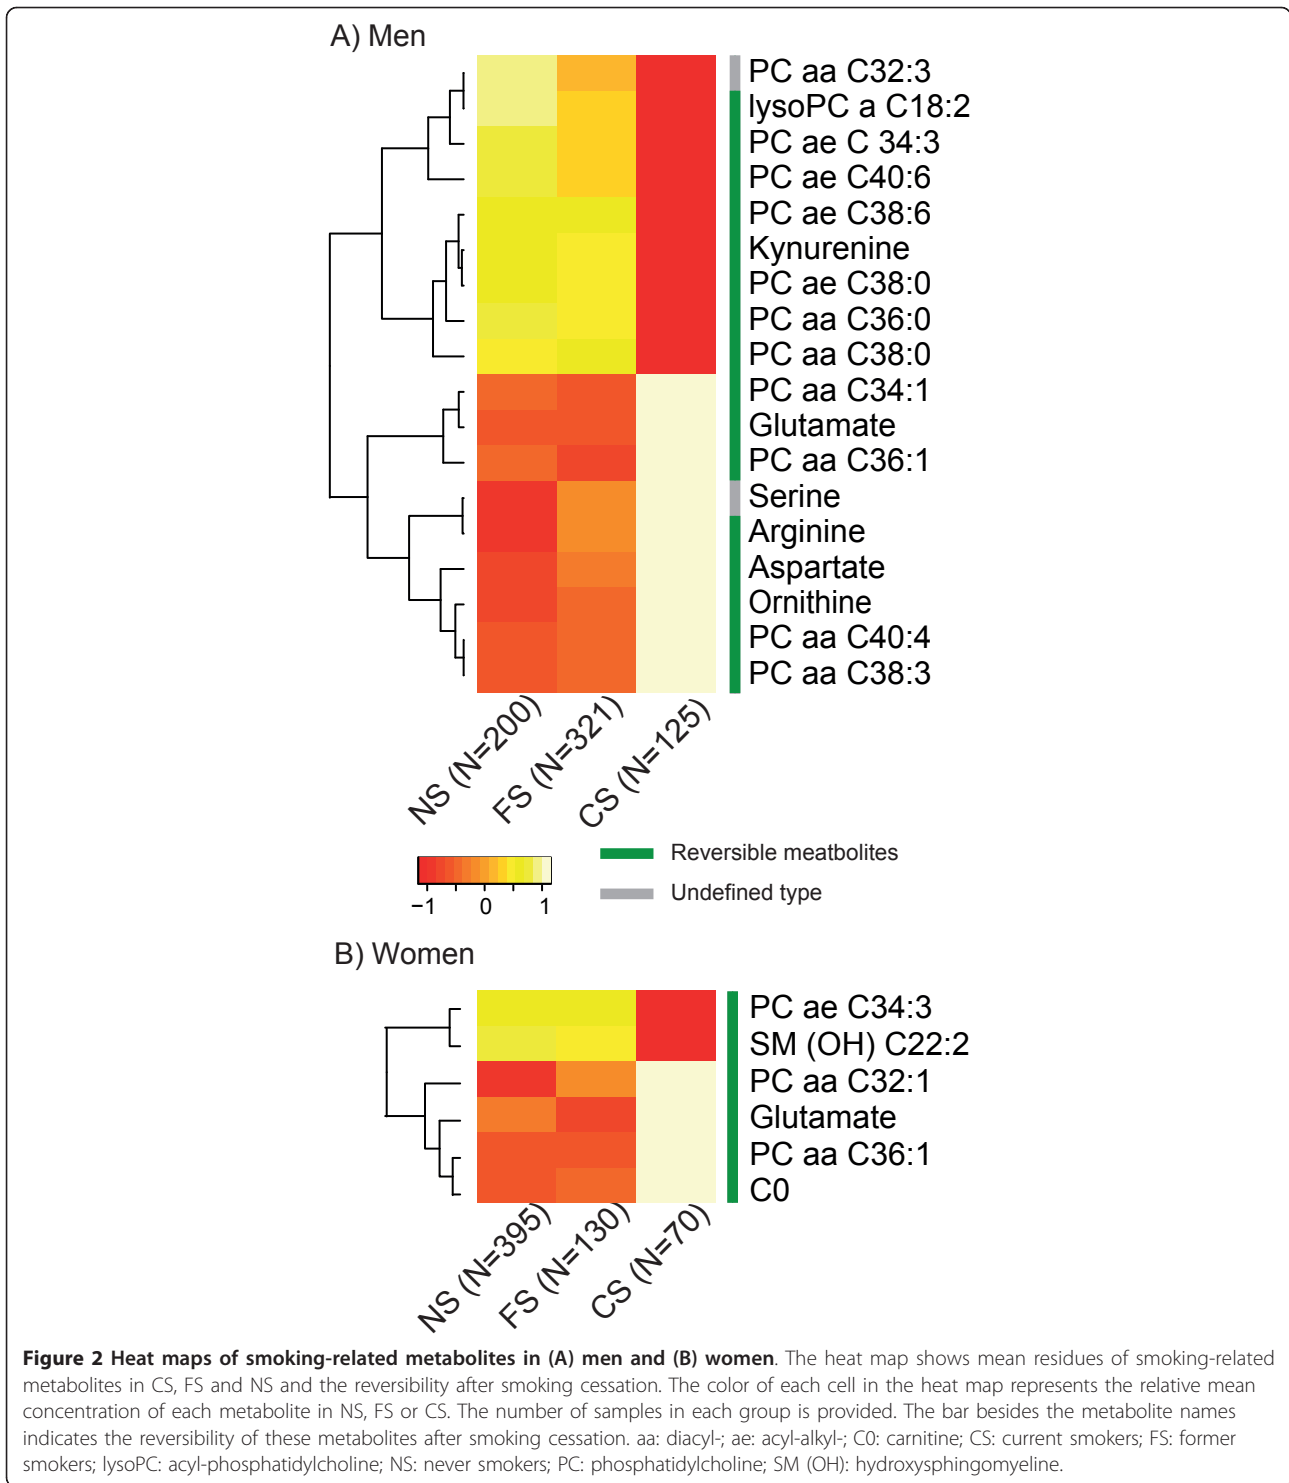 A) Men
PC aa C32:3
lysoPC a C18:2
PC ae C 34:3
PC ae C40:6
PC ae C38:6
Kynurenine
PC ae C38:0
PC aa C36:0
PC aa C38:0
PC aa C34:1
Glutamate
PC aa C36:1
Serine
Arginine
Aspartate
Ornithine
PC aa C40:4
PC aa C38:3
NS (N=200)
FS (N=321)
CS (N=125)
−1 0 1
Reversible meatbolites
Undefined type
B) Women
PC ae C34:3
SM (OH) C22:2
PC aa C32:1
Glutamate
PC aa C36:1
C0
NS (N=395)
FS (N=130)
CS (N=70)
Figure 2 Heat maps of smoking-related metabolites in (A) men and (B) women. The heat map shows mean residues of smoking-related
metabolites in CS, FS and NS and the reversibility after smoking cessation. The color of each cell in the heat map represents the relative mean
concentration of each metabolite in NS, FS or CS. The number of samples in each group is provided. The bar besides the metabolite names
indicates the reversibility of these metabolites after smoking cessation. aa: diacyl-; ae: acyl-alkyl-; C0: carnitine; CS: current smokers; FS: former
smokers; lysoPC: acyl-phosphatidylcholine; NS: never smokers; PC: phosphatidylcholine; SM (OH): hydroxysphingomyeline.